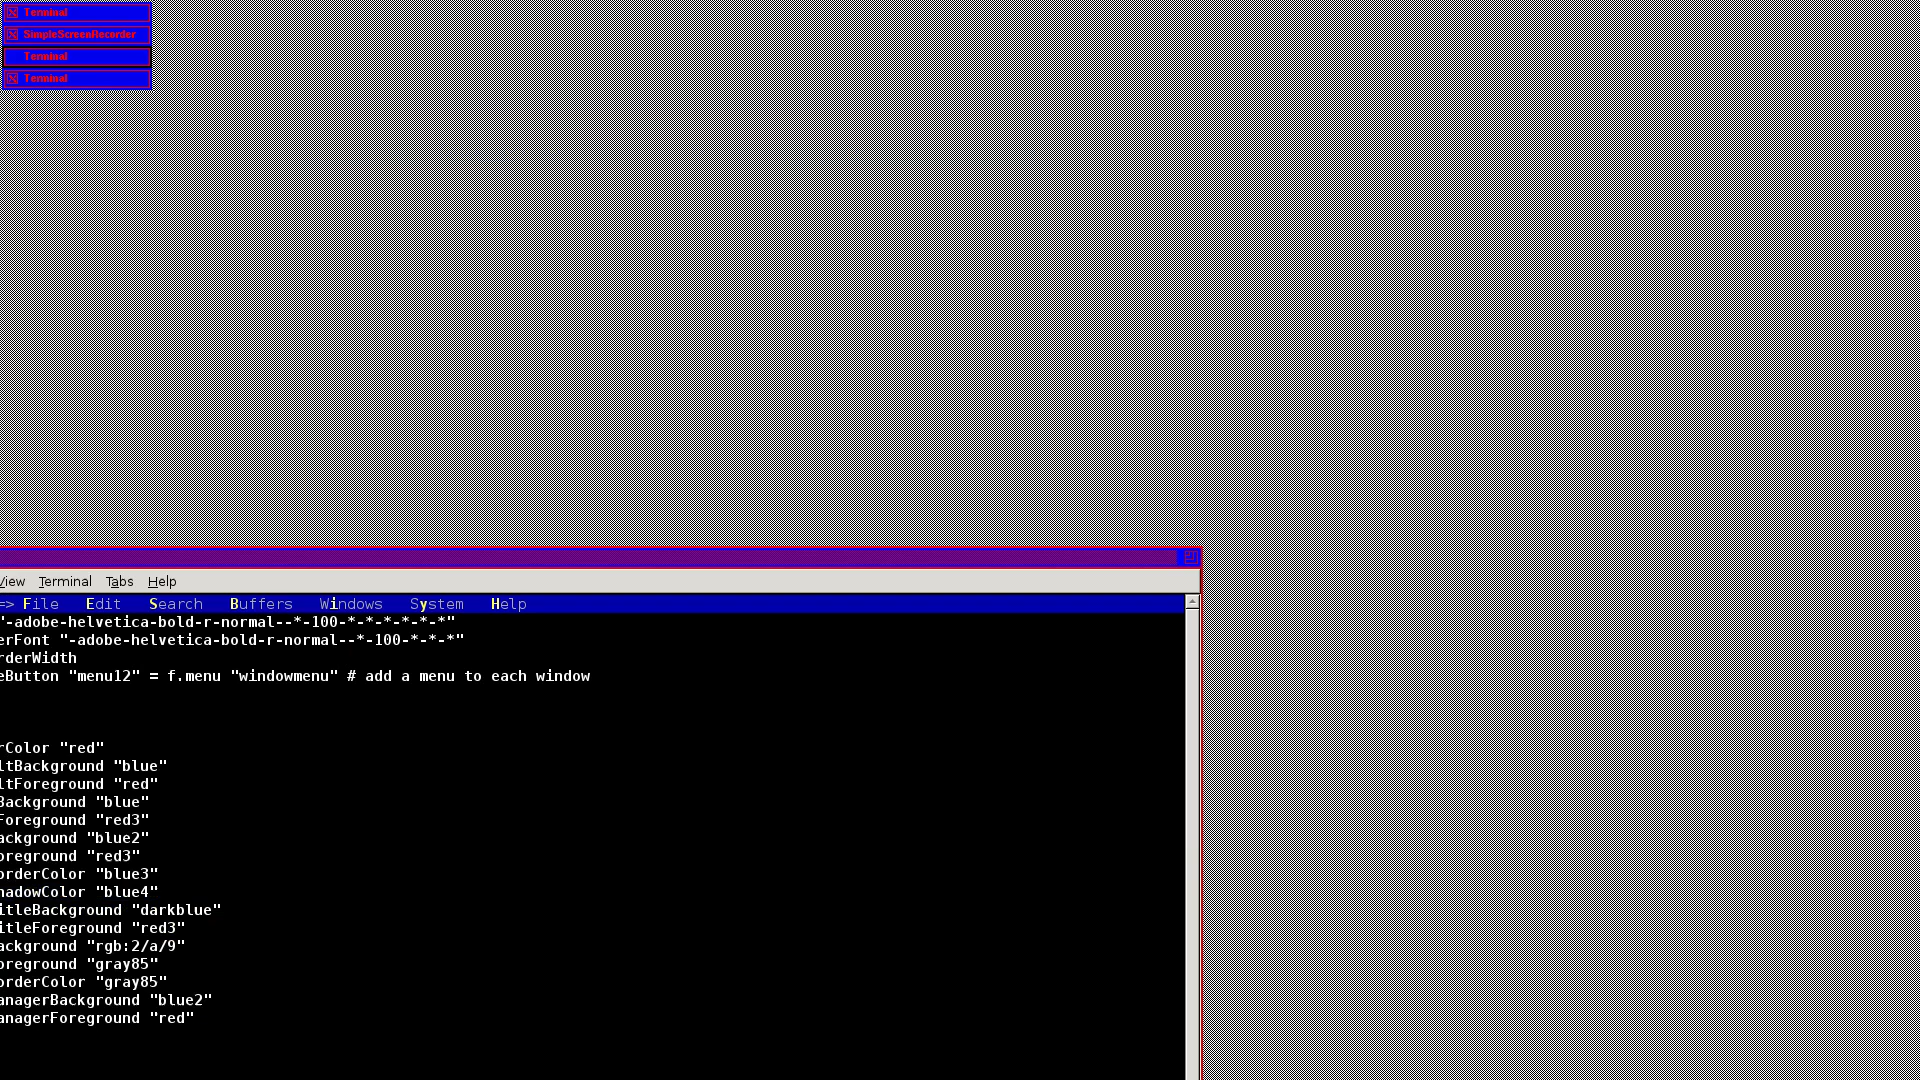 Terminal
SimpleScreenRecorder
Terminal
Terminal
View Terminal Tabs Help
=> File Edit Search Buffers Windows System Help
"-adobe-helvetica-bold-r-normal--*-100-*-*-*-*-*-*"
erFont "-adobe-helvetica-bold-r-normal--*-100-*-*-*"
rderWidth
eButton "menu12" = f.menu "windowmenu" # add a menu to each window
rColor "red"
ltBackground "blue"
ltForeground "red"
Background "blue"
Foreground "red3"
ackground "blue2"
oreground "red3"
orderColor "blue3"
hadowColor "blue4"
itleBackground "darkblue"
itleForeground "red3"
ackground "rgb:2/a/9"
oreground "gray85"
orderColor "gray85"
anagerBackground "blue2"
anagerForeground "red"